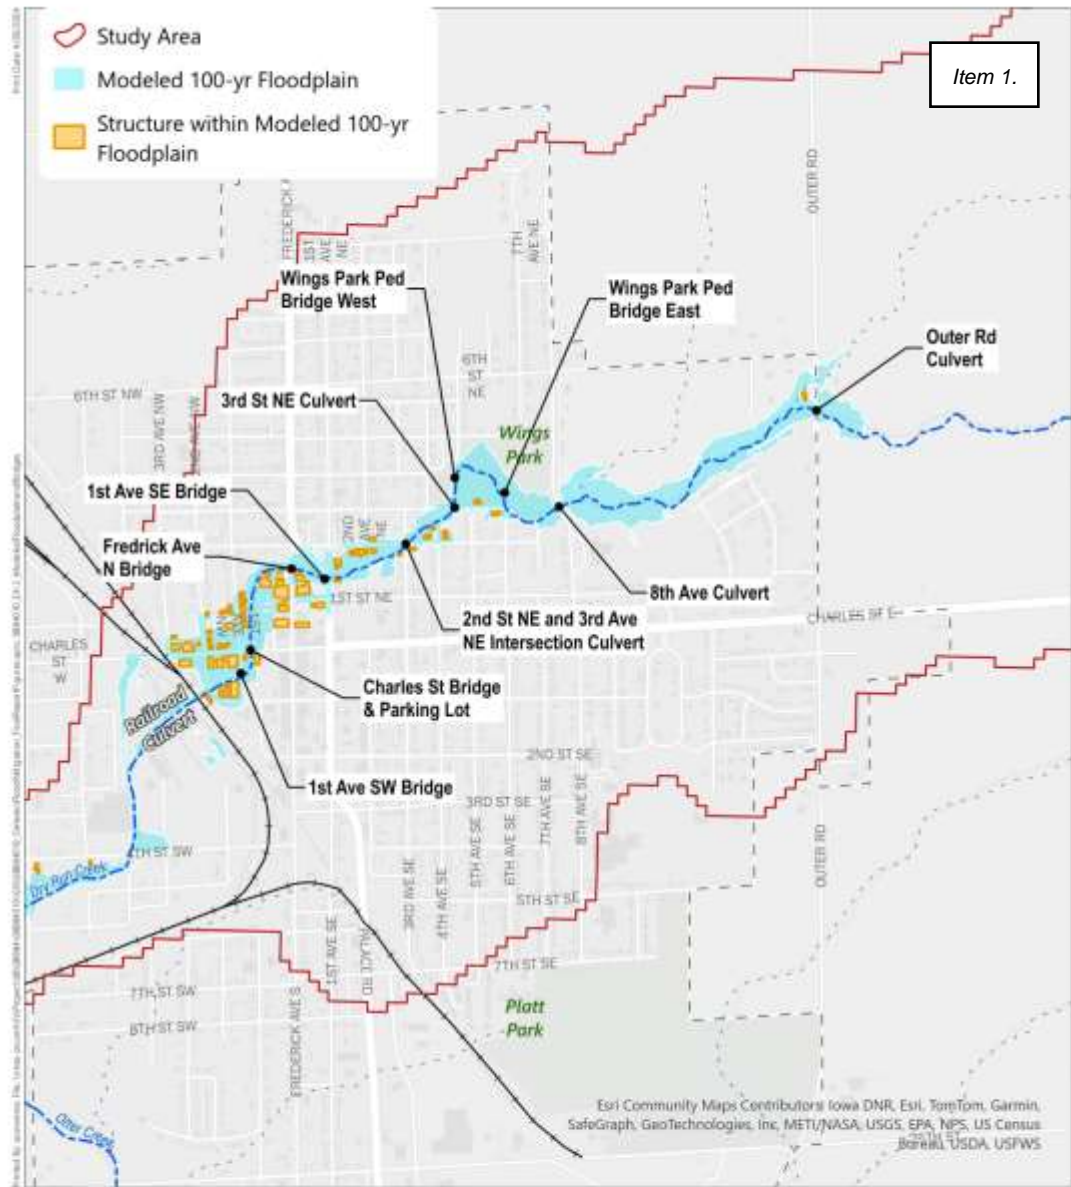 Study Area
Modeled 100-yr Floodplain
Structure within Modeled 100-yr
Floodplain
Item 1.
OUTER RD
FREDERICK A
1ST
AVE
NE
7TH
AVE NE
Wings Park Ped
Bridge West
Wings Park Ped
Bridge East
Outer Rd
Culvert
6TH
ST
NE
6TH ST NW
3RD AVE NW
2ND AVE NW
3rd St NE Culvert
Wings
Park
1st Ave SE Bridge
2ND
AVE
NE
Fredrick Ave
N Bridge
1ST ST NE
8th Ave Culvert
2nd St NE and 3rd Ave
NE Intersection Culvert
CHARLES ST E
CHARLES
ST
W
Charles St Bridge
& Parking Lot
Railroad
Culvert
2ND ST SE
1st Ave SW Bridge
3RD ST SE
5TH AVE SE
6TH AVE SE
7TH AVE SE
8TH AVE SE
OUTER RD
4TH ST SW
Dry Run Creek
3RD AVE SE
4TH AVE SE
5TH ST SE
1ST AVE SE
7TH ST SE
7TH ST SW
8TH ST SW
FREDERICK AVE S
Platt
Park
Otter Creek
Esri Community Maps Contributors Iowa DNR, Esri, TomTom, Garmin,
SafeGraph, GeoTechnologies, Inc, METI/NASA, USGS, EPA, NPS, US Census
Bureau, USDA, USFWS